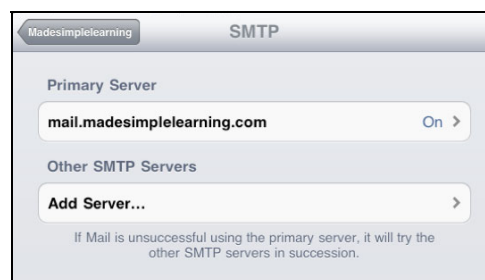 Madesimplelearning
SMTP
Primary Server
mail.madesimplelearning.com On
Other SMTP Servers
Add Server...
If Mail is unsuccessful using the primary server, it will try the
other SMTP servers in succession.